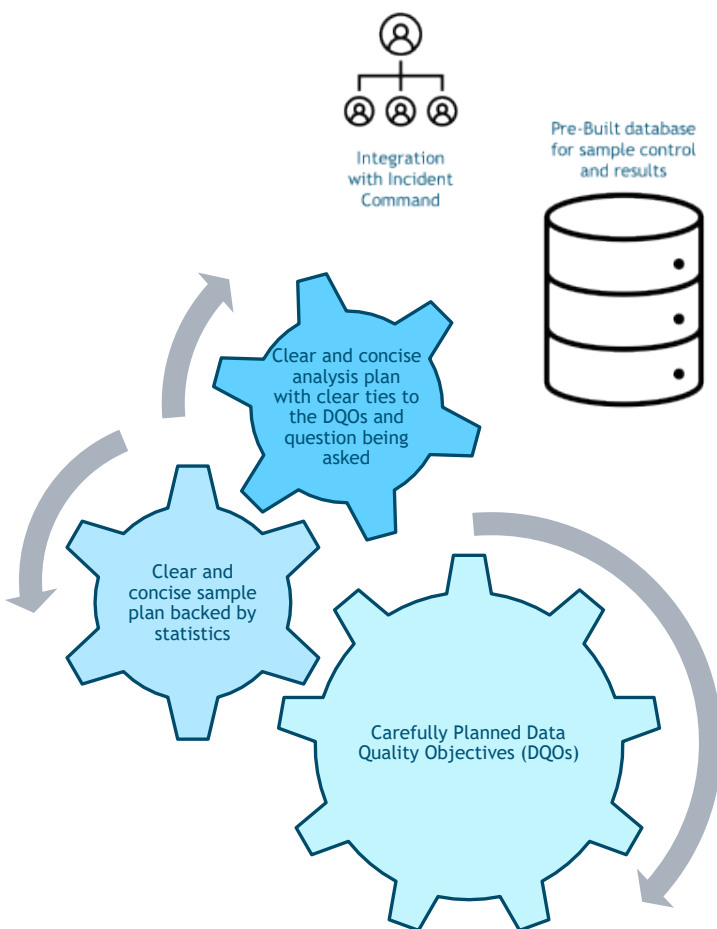 Integration
with Incident
Command
Pre-Built database
for sample control
and results
Clear and concise
analysis plan
with clear ties to
the DQOs and
question being
asked
Clear and
concise sample
plan backed by
statistics
Carefully Planned Data
Quality Objectives (DQOs)